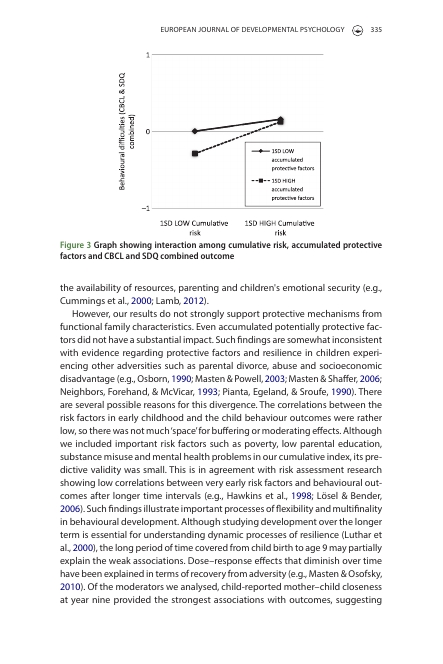 EUROPEAN JOURNAL OF DEVELOPMENTAL PSYCHOLOGY 335
1
0
−1
Behavioural difficulties (CBCL & SDQ
combined)
1SD LOW
accumulated
protective factors
1SD HIGH
accumulated
protective factors
1SD LOW Cumulative
risk
1SD HIGH Cumulative
risk
Figure 3 Graph showing interaction among cumulative risk, accumulated protective
factors and CBCL and SDQ combined outcome
the availability of resources, parenting and children's emotional security (e.g.,
Cummings et al., 2000; Lamb, 2012).
However, our results do not strongly support protective mechanisms from
functional family characteristics. Even accumulated potentially protective fac-
tors did not have a substantial impact. Such findings are somewhat inconsistent
with evidence regarding protective factors and resilience in children experi-
encing other adversities such as parental divorce, abuse and socioeconomic
disadvantage (e.g., Osborn, 1990; Masten & Powell, 2003; Masten & Shaffer, 2006;
Neighbors, Forehand, & McVicar, 1993; Pianta, Egeland, & Sroufe, 1990). There
are several possible reasons for this divergence. The correlations between the
risk factors in early childhood and the child behaviour outcomes were rather
low, so there was not much 'space' for buffering or moderating effects. Although
we included important risk factors such as poverty, low parental education,
substance misuse and mental health problems in our cumulative index, its pre-
dictive validity was small. This is in agreement with risk assessment research
showing low correlations between very early risk factors and behavioural out-
comes after longer time intervals (e.g., Hawkins et al., 1998; Lösel & Bender,
2006). Such findings illustrate important processes of flexibility and multifinality
in behavioural development. Although studying development over the longer
term is essential for understanding dynamic processes of resilience (Luthar et
al., 2000), the long period of time covered from child birth to age 9 may partially
explain the weak associations. Dose–response effects that diminish over time
have been explained in terms of recovery from adversity (e.g., Masten & Osofsky,
2010). Of the moderators we analysed, child-reported mother–child closeness
at year nine provided the strongest associations with outcomes, suggesting